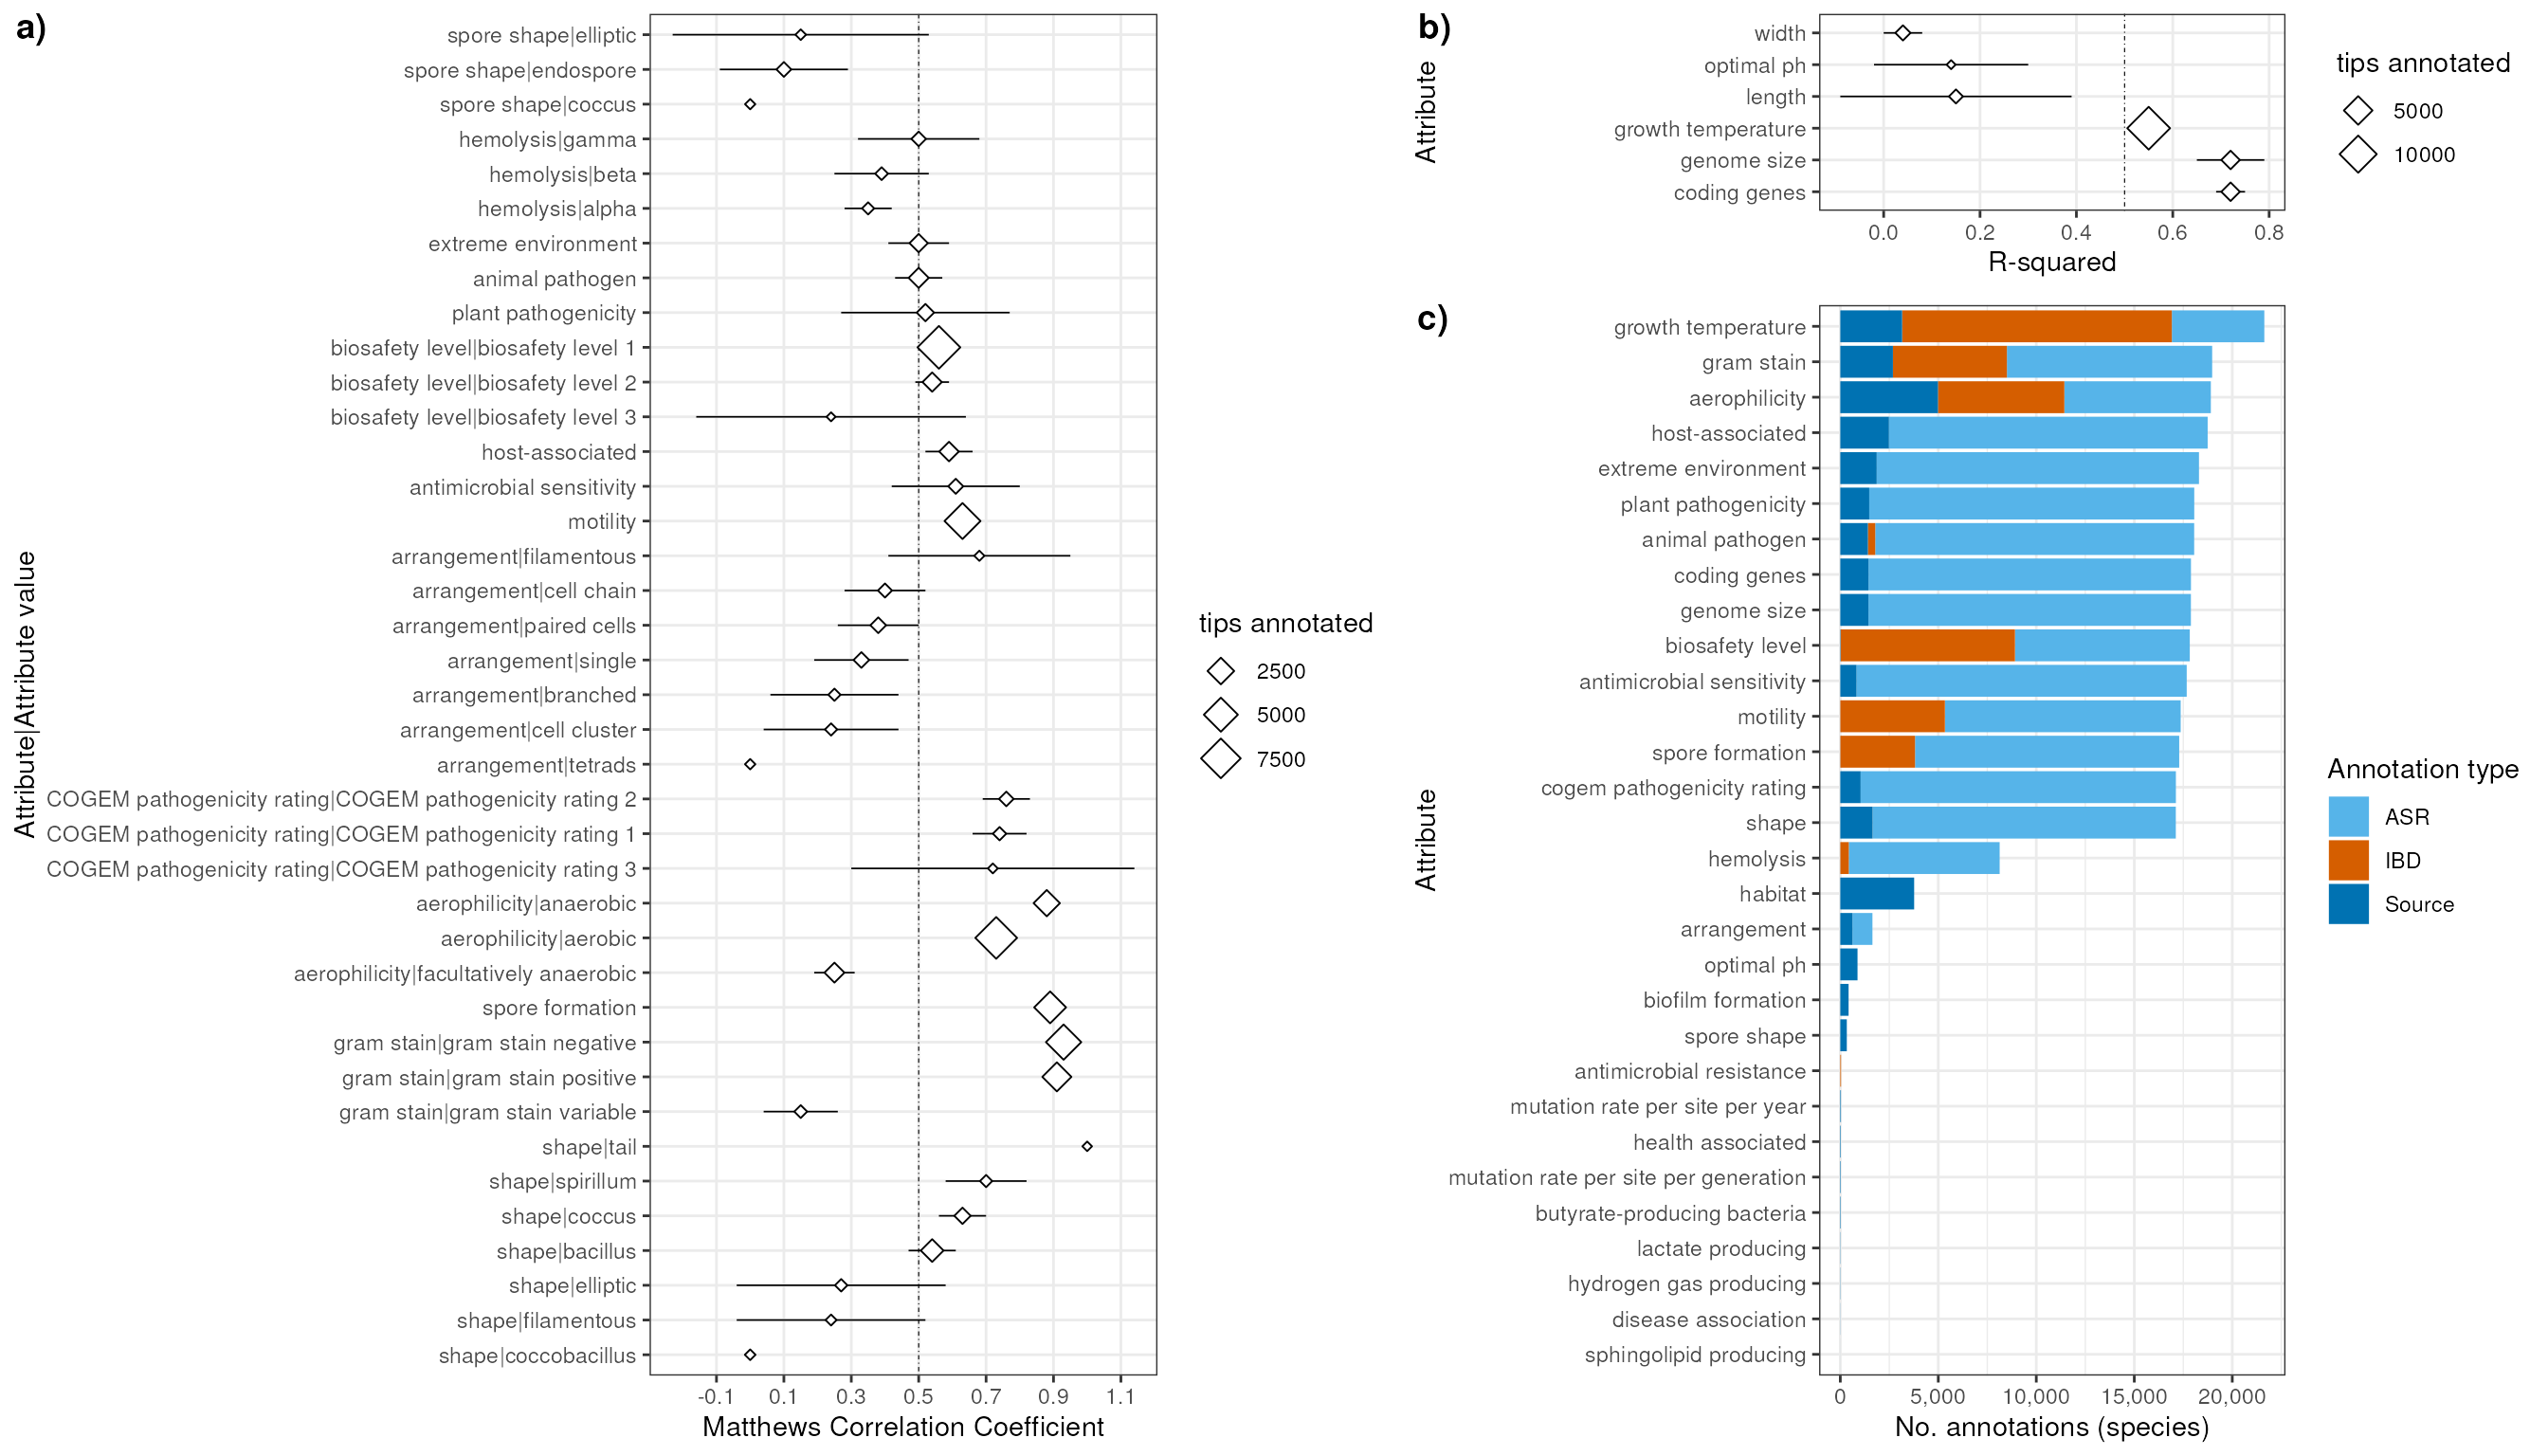 a)
Attribute|Attribute value
spore shape|elliptic
spore shape|endospore
spore shape|coccus
hemolysis|gamma
hemolysis|beta
hemolysis|alpha
extreme environment
animal pathogen
plant pathogenicity
biosafety level|biosafety level 1
biosafety level|biosafety level 2
biosafety level|biosafety level 3
host-associated
antimicrobial sensitivity
motility
arrangement|filamentous
arrangement|cell chain
arrangement|paired cells
arrangement|single
arrangement|branched
arrangement|cell cluster
arrangement|tetrads
COGEM pathogenicity rating|COGEM pathogenicity rating 2
COGEM pathogenicity rating|COGEM pathogenicity rating 1
COGEM pathogenicity rating|COGEM pathogenicity rating 3
aerophilicity|anaerobic
aerophilicity|aerobic
aerophilicity|facultatively anaerobic
spore formation
gram stain|gram stain negative
gram stain|gram stain positive
gram stain|gram stain variable
shape|tail
shape|spirillum
shape|coccus
shape|bacillus
shape|elliptic
shape|filamentous
shape|coccobacillus
-0.1 0.1 0.3 0.5 0.7 0.9 1.1
Matthews Correlation Coefficient
tips annotated
2500
5000
7500
b)
Attribute
width
optimal ph
length
growth temperature
genome size
coding genes
0.0 0.2 0.4 0.6 0.8
R-squared
tips annotated
5000
10000
c)
Attribute
growth temperature
gram stain
aerophilicity
host-associated
extreme environment
plant pathogenicity
animal pathogen
coding genes
genome size
biosafety level
antimicrobial sensitivity
motility
spore formation
cogem pathogenicity rating
shape
hemolysis
habitat
arrangement
optimal ph
biofilm formation
spore shape
antimicrobial resistance
mutation rate per site per year
health associated
mutation rate per site per generation
butyrate-producing bacteria
lactate producing
hydrogen gas producing
disease association
sphingolipid producing
0 5,000 10,000 15,000 20,000
No. annotations (species)
Annotation type
ASR
IBD
Source